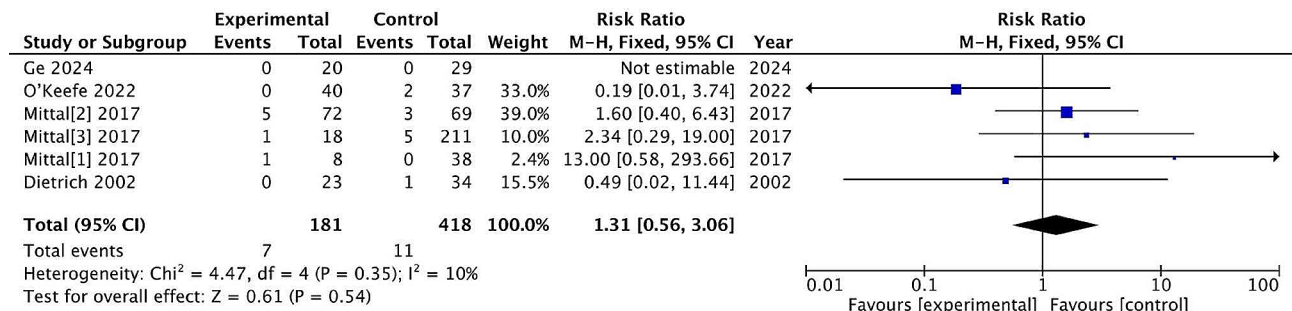 Experimental Control Risk Ratio Risk Ratio
Study or Subgroup Events Total Events Total Weight M-H, Fixed, 95% CI Year M-H, Fixed, 95% CI
Ge 2024 0 20 0 29 Not estimable 2024
O'Keefe 2022 0 40 2 37 33.0% 0.19 [0.01, 3.74] 2022
Mittal[2] 2017 5 72 3 69 39.0% 1.60 [0.40, 6.43] 2017
Mittal[3] 2017 1 18 5 211 10.0% 2.34 [0.29, 19.00] 2017
Mittal[1] 2017 1 8 0 38 2.4% 13.00 [0.58, 293.66] 2017
Dietrich 2002 0 23 1 34 15.5% 0.49 [0.02, 11.44] 2002
Total (95% CI) 181 418 100.0% 1.31 [0.56, 3.06]
Total events 7 11
Heterogeneity: Chi² = 4.47, df = 4 (P = 0.35); I² = 10%
Test for overall effect: Z = 0.61 (P = 0.54)
0.01 0.1 1 10 100
Favours [experimental] Favours [control]